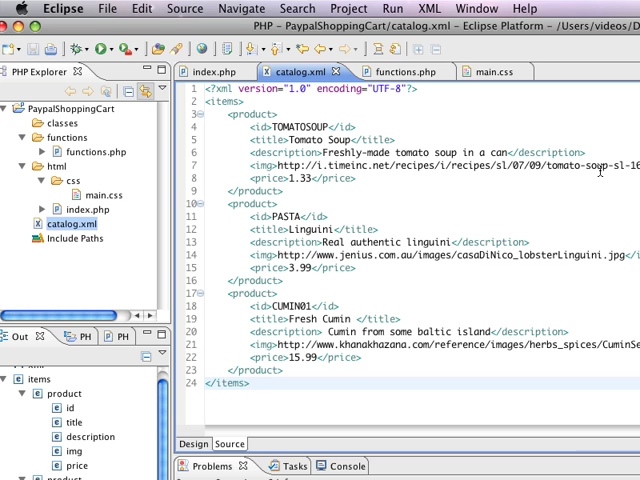 Eclipse File Edit Source Navigate Search Project Run XML Window Help
PHP - PaypalShoppingCart/catalog.xml - Eclipse Platform - /Users/videos/D
PHP Explorer
index.php catalog.xml functions.php main.css
PaypalShoppingCart
classes
functions
functions.php
html
css
main.css
index.php
catalog.xml
Include Paths
1 <?xml version="1.0" encoding="UTF-8"?>
2 <items>
3 <product>
4 <id>TOMATOSOUP</id>
5 <title>Tomato Soup</title>
6 <description>Freshly-made tomato soup in a can</description>
7 <img>http://i.timeinc.net/recipes/i/recipes/sl/07/09/tomato-soup-sl-16
8 <price>1.33</price>
9 </product>
10 <product>
11 <id>PASTA</id>
12 <title>Linguini</title>
13 <description>Real authentic linguini</description>
14 <img>http://www.jenius.com.au/images/casaDiNico_lobsterLinguini.jpg</i
15 <price>3.99</price>
16 </product>
17 <product>
18 <id>CUMIN01</id>
19 <title>Fresh Cumin </title>
20 <description> Cumin from some baltic island</description>
21 <img>http://www.khanakhazana.com/reference/images/herbs_spices/CuminSe
22 <price>15.99</price>
23 </product>
24 </items>
Out PH PH
items
product
id
title
description
img
price
Design Source
Problems Tasks Console